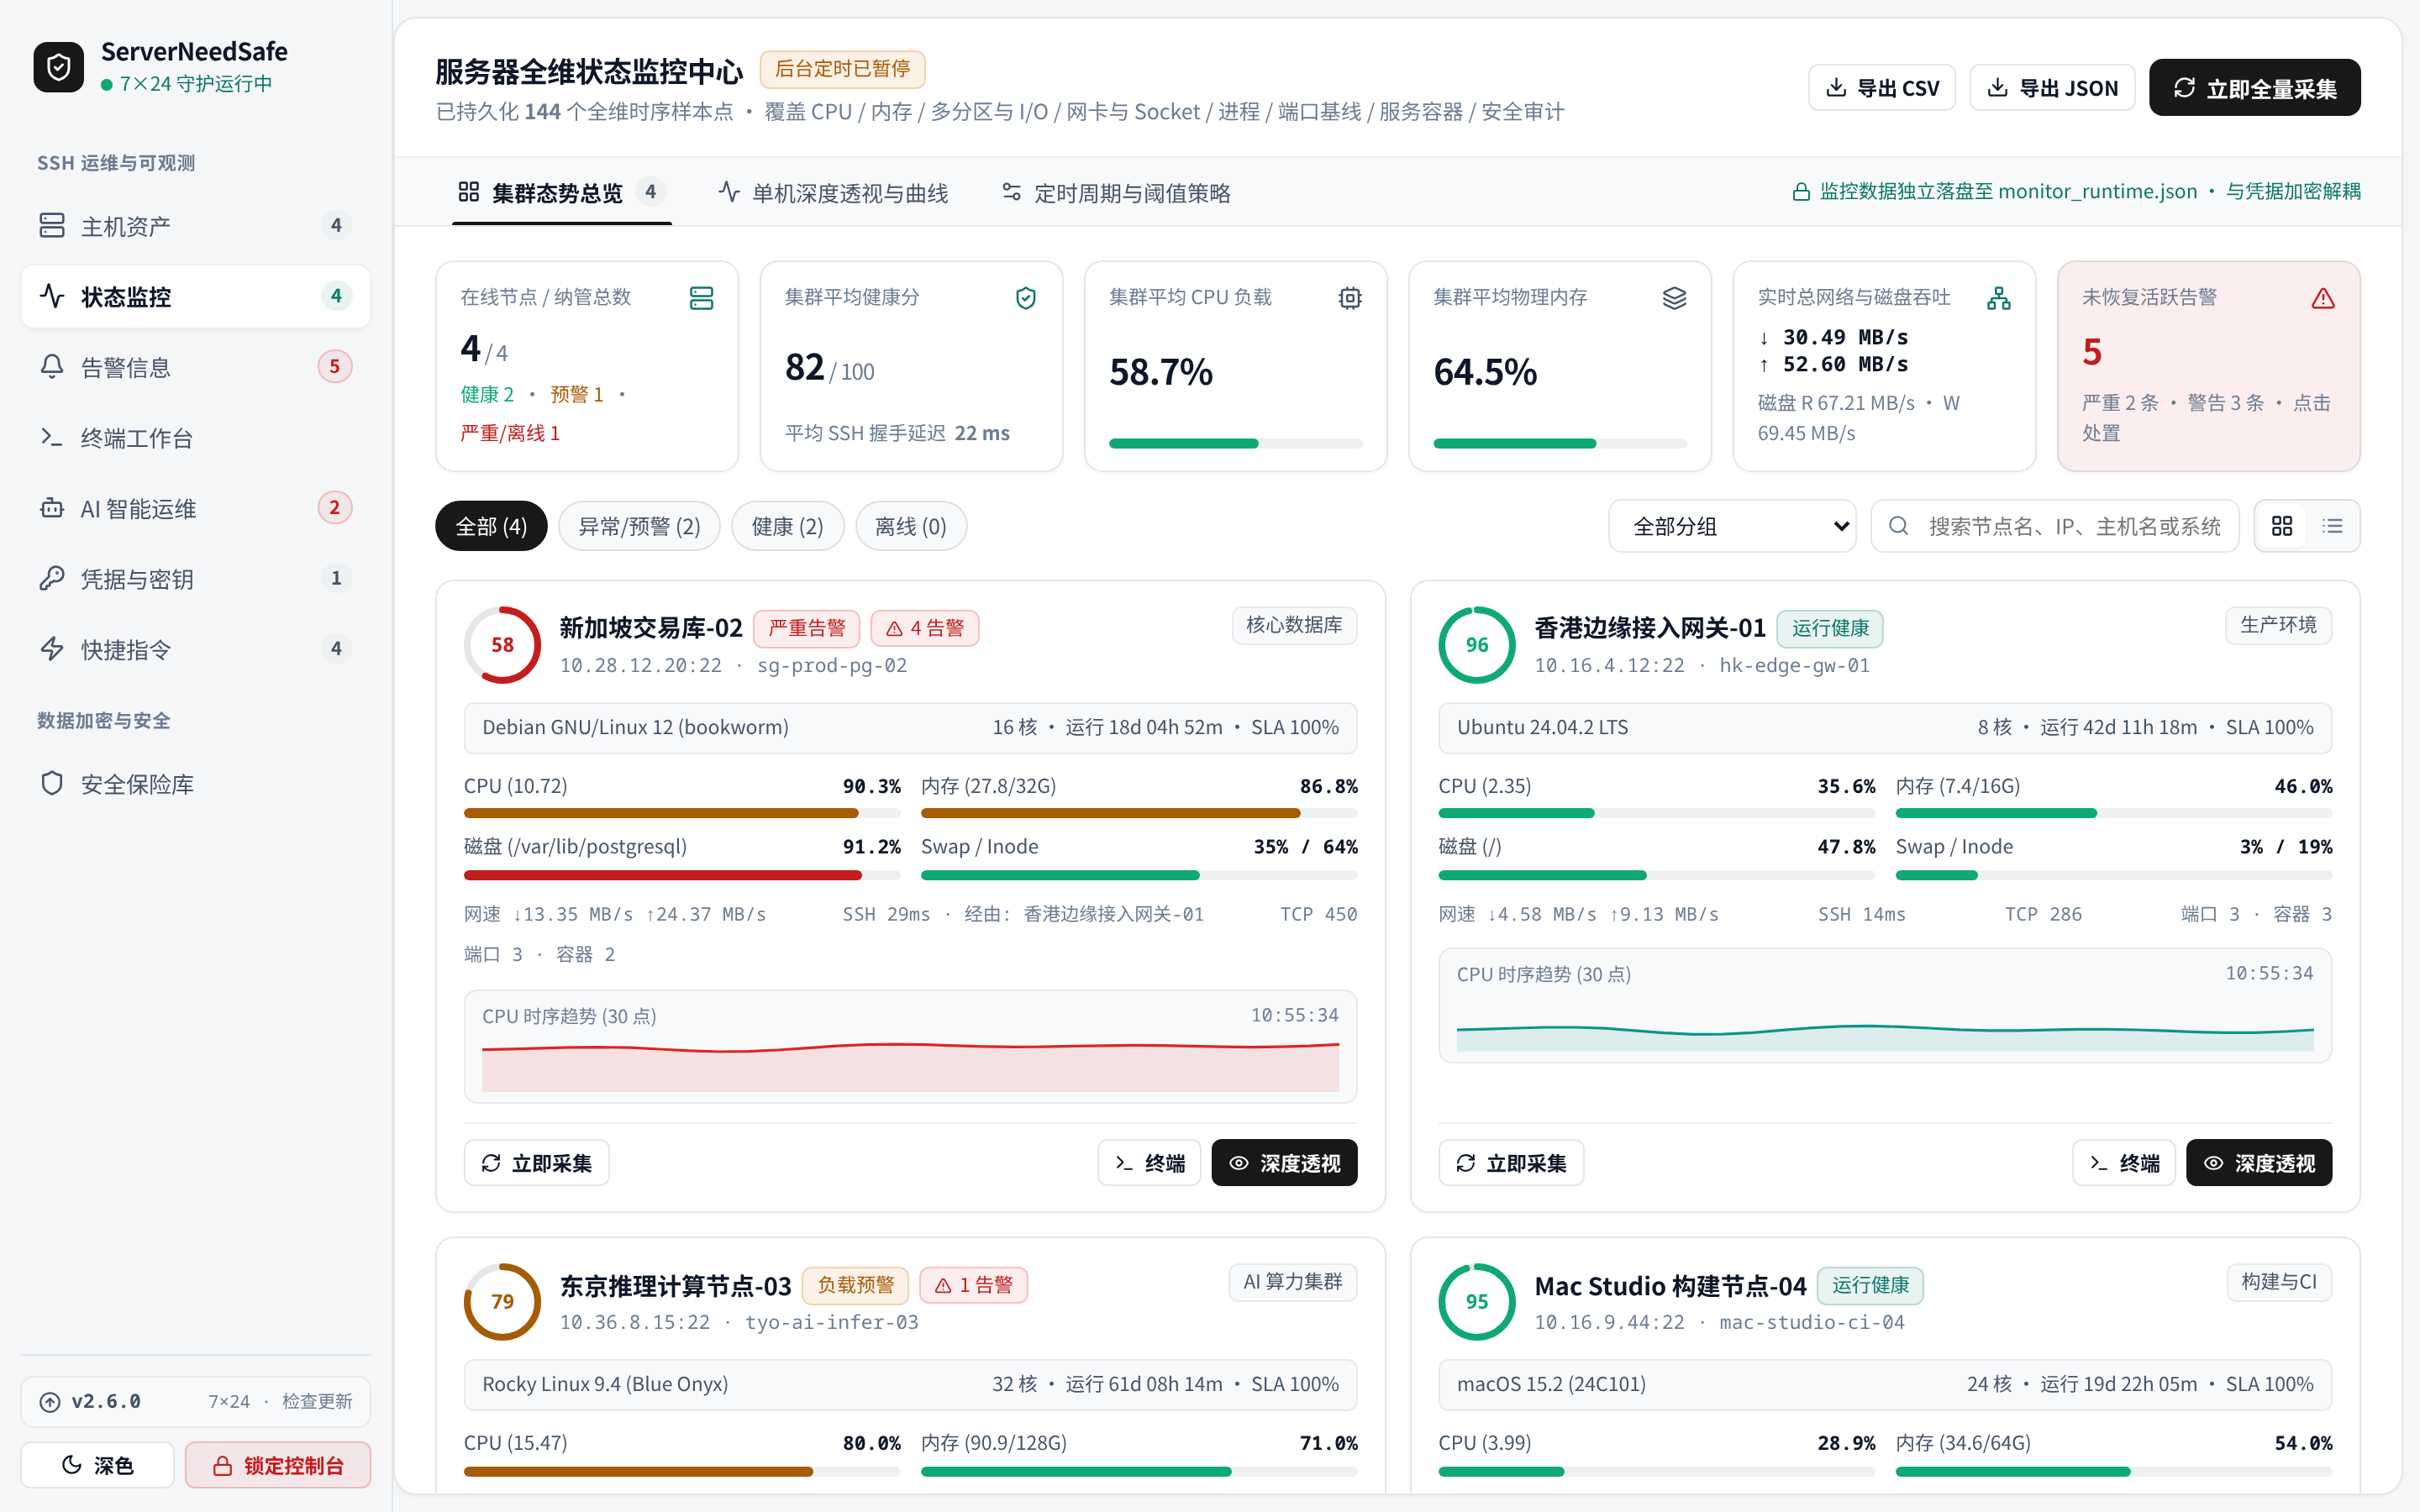 ServerNeedSafe
7×24 守护运行中
SSH 运维与可观测
主机资产 4
状态监控 4
告警信息 5
终端工作台
AI 智能运维 2
凭据与密钥 1
快捷指令 4
数据加密与安全
安全保险库
v2.6.0 7×24 · 检查更新
深色 锁定控制台
服务器全维状态监控中心 后台定时已暂停
已持久化 144 个全维时序样本点 • 覆盖 CPU / 内存 / 多分区与 I/O / 网卡与 Socket / 进程 / 端口基线 / 服务容器 / 安全审计
导出 CSV 导出 JSON 立即全量采集
集群态势总览 4 单机深度透视与曲线 定时周期与阈值策略
监控数据独立落盘至 monitor_runtime.json • 与凭据加密解耦
在线节点 / 纳管总数
4 / 4
健康 2 • 预警 1 •
严重/离线 1
集群平均健康分
82 / 100
平均 SSH 握手延迟 22 ms
集群平均 CPU 负载
58.7%
集群平均物理内存
64.5%
实时总网络与磁盘吞吐
↓ 30.49 MB/s
↑ 52.60 MB/s
磁盘 R 67.21 MB/s • W
69.45 MB/s
未恢复活跃告警
5
严重 2 条 • 警告 3 条 • 点击
处置
全部 (4) 异常/预警 (2) 健康 (2) 离线 (0)
全部分组 搜索节点名、IP、主机名或系统
58 新加坡交易库-02 严重告警 4 告警 核心数据库
10.28.12.20:22 · sg-prod-pg-02
Debian GNU/Linux 12 (bookworm) 16 核 • 运行 18d 04h 52m • SLA 100%
CPU (10.72) 90.3% 内存 (27.8/32G) 86.8%
磁盘 (/var/lib/postgresql) 91.2% Swap / Inode 35% / 64%
网速 ↓13.35 MB/s ↑24.37 MB/s SSH 29ms · 经由: 香港边缘接入网关-01 TCP 450
端口 3 · 容器 2
CPU 时序趋势 (30 点) 10:55:34
立即采集 终端 深度透视
96 香港边缘接入网关-01 运行健康 生产环境
10.16.4.12:22 · hk-edge-gw-01
Ubuntu 24.04.2 LTS 8 核 • 运行 42d 11h 18m • SLA 100%
CPU (2.35) 35.6% 内存 (7.4/16G) 46.0%
磁盘 (/) 47.8% Swap / Inode 3% / 19%
网速 ↓4.58 MB/s ↑9.13 MB/s SSH 14ms TCP 286 端口 3 · 容器 3
CPU 时序趋势 (30 点) 10:55:34
立即采集 终端 深度透视
79 东京推理计算节点-03 负载预警 1 告警 AI 算力集群
10.36.8.15:22 · tyo-ai-infer-03
Rocky Linux 9.4 (Blue Onyx) 32 核 • 运行 61d 08h 14m • SLA 100%
CPU (15.47) 80.0% 内存 (90.9/128G) 71.0%
95 Mac Studio 构建节点-04 运行健康 构建与CI
10.16.9.44:22 · mac-studio-ci-04
macOS 15.2 (24C101) 24 核 • 运行 19d 22h 05m • SLA 100%
CPU (3.99) 28.9% 内存 (34.6/64G) 54.0%